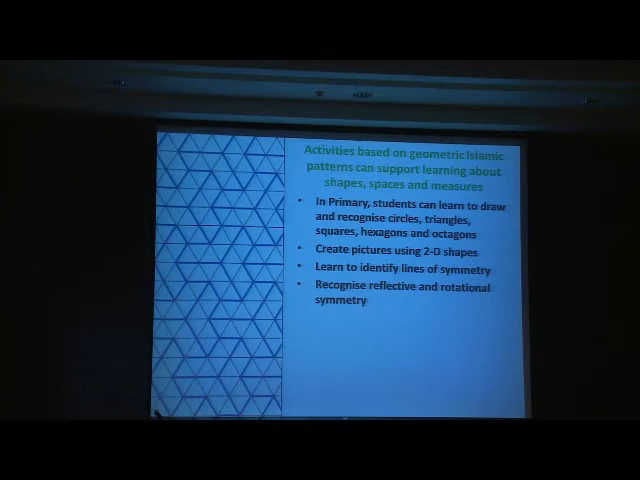 Activities based on geometric Islamic
patterns can support learning about
shapes, spaces and measures
• In Primary, students can learn to draw
and recognise circles, triangles,
squares, hexagons and octagons
• Create pictures using 2-D shapes
• Learn to identify lines of symmetry
• Recognise reflective and rotational
symmetry